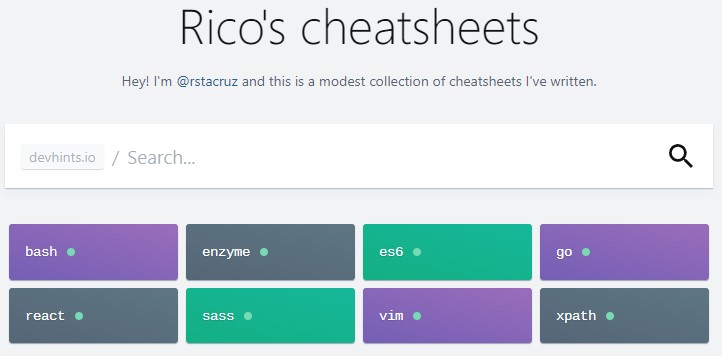 Rico's cheatsheets
Hey! I'm @rstacruz and this is a modest collection of cheatsheets I've written.
devhints.io / Search...
bash enzyme es6 go
react sass vim xpath